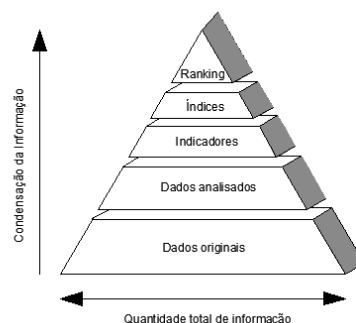 Condensação da Informação
Ranking
Índices
Indicadores
Dados analisados
Dados originais
Quantidade total de informação